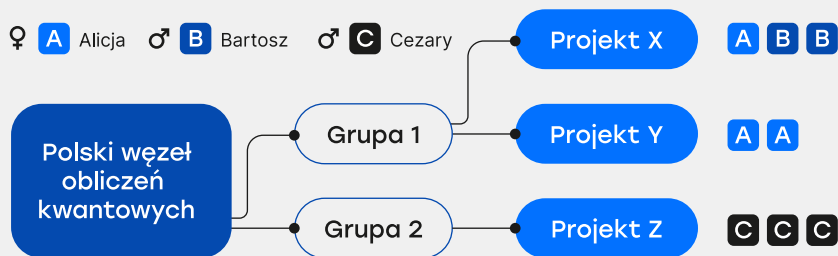 A Alicja B Bartosz C Cezary
Projekt X
A B B
Grupa 1
Projekt Y
A A
Polski węzeł
obliczeń
kwantowych
Grupa 2
Projekt Z
C C C